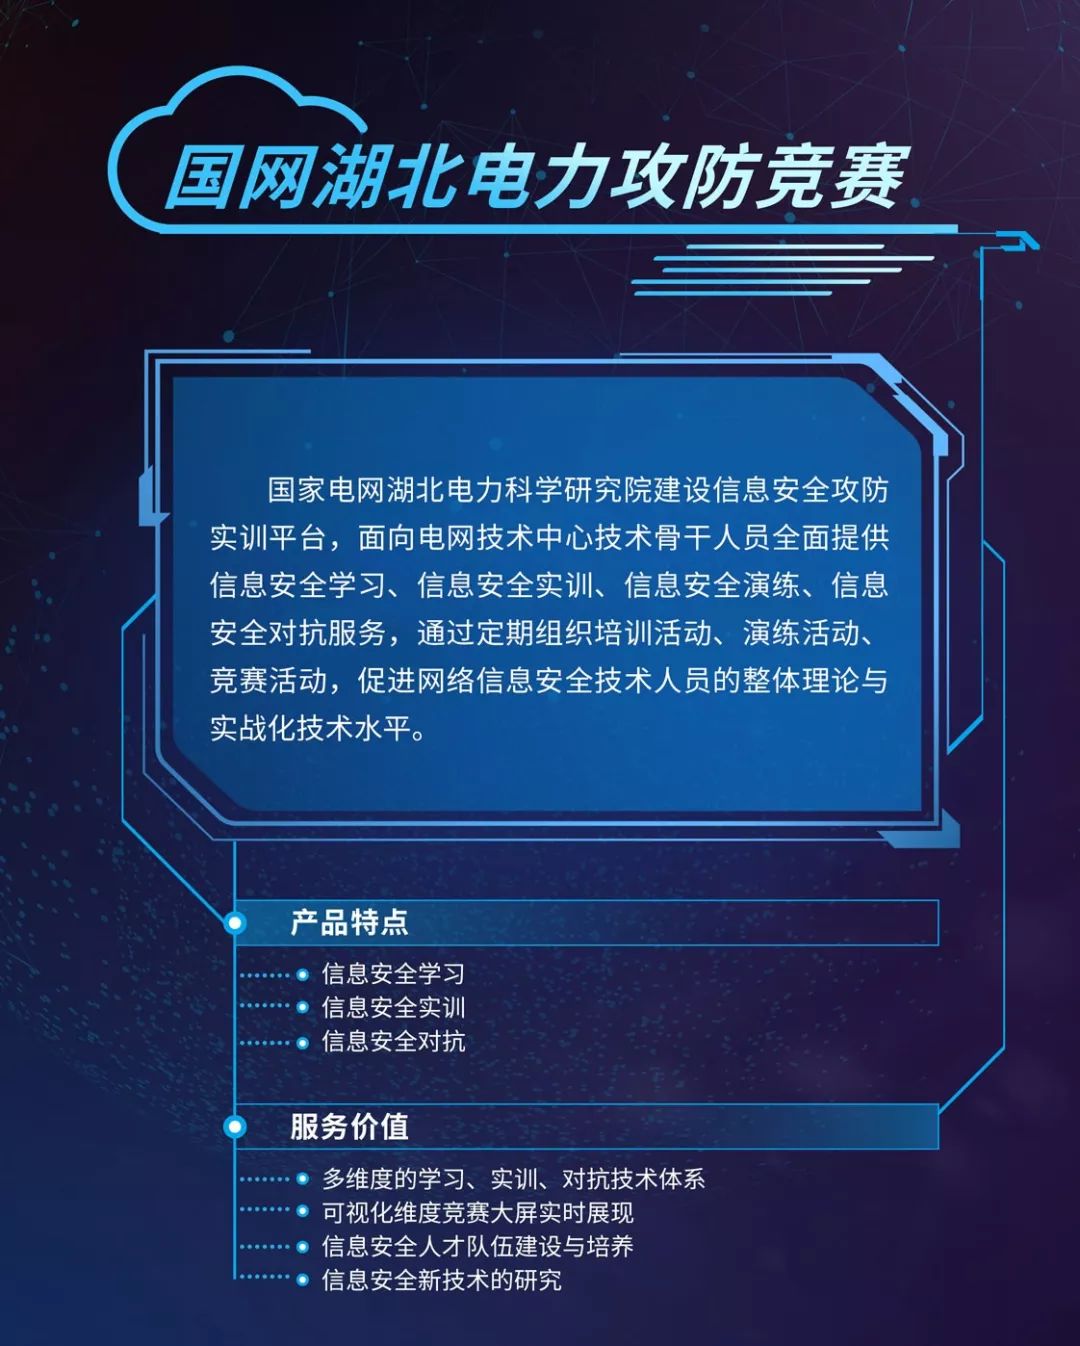 国网湖北电力攻防竞赛
国家电网湖北电力科学研究院建设信息安全攻防
实训平台，面向电网技术中心技术骨干人员全面提供
信息安全学习、信息安全实训、信息安全演练、信息
安全对抗服务，通过定期组织培训活动、演练活动、
竞赛活动，促进网络信息安全技术人员的整体理论与
实战化技术水平。
产品特点
信息安全学习
信息安全实训
信息安全对抗
服务价值
多维度的学习、实训、对抗技术体系
可视化维度竞赛大屏实时展现
信息安全人才队伍建设与培养
信息安全新技术的研究